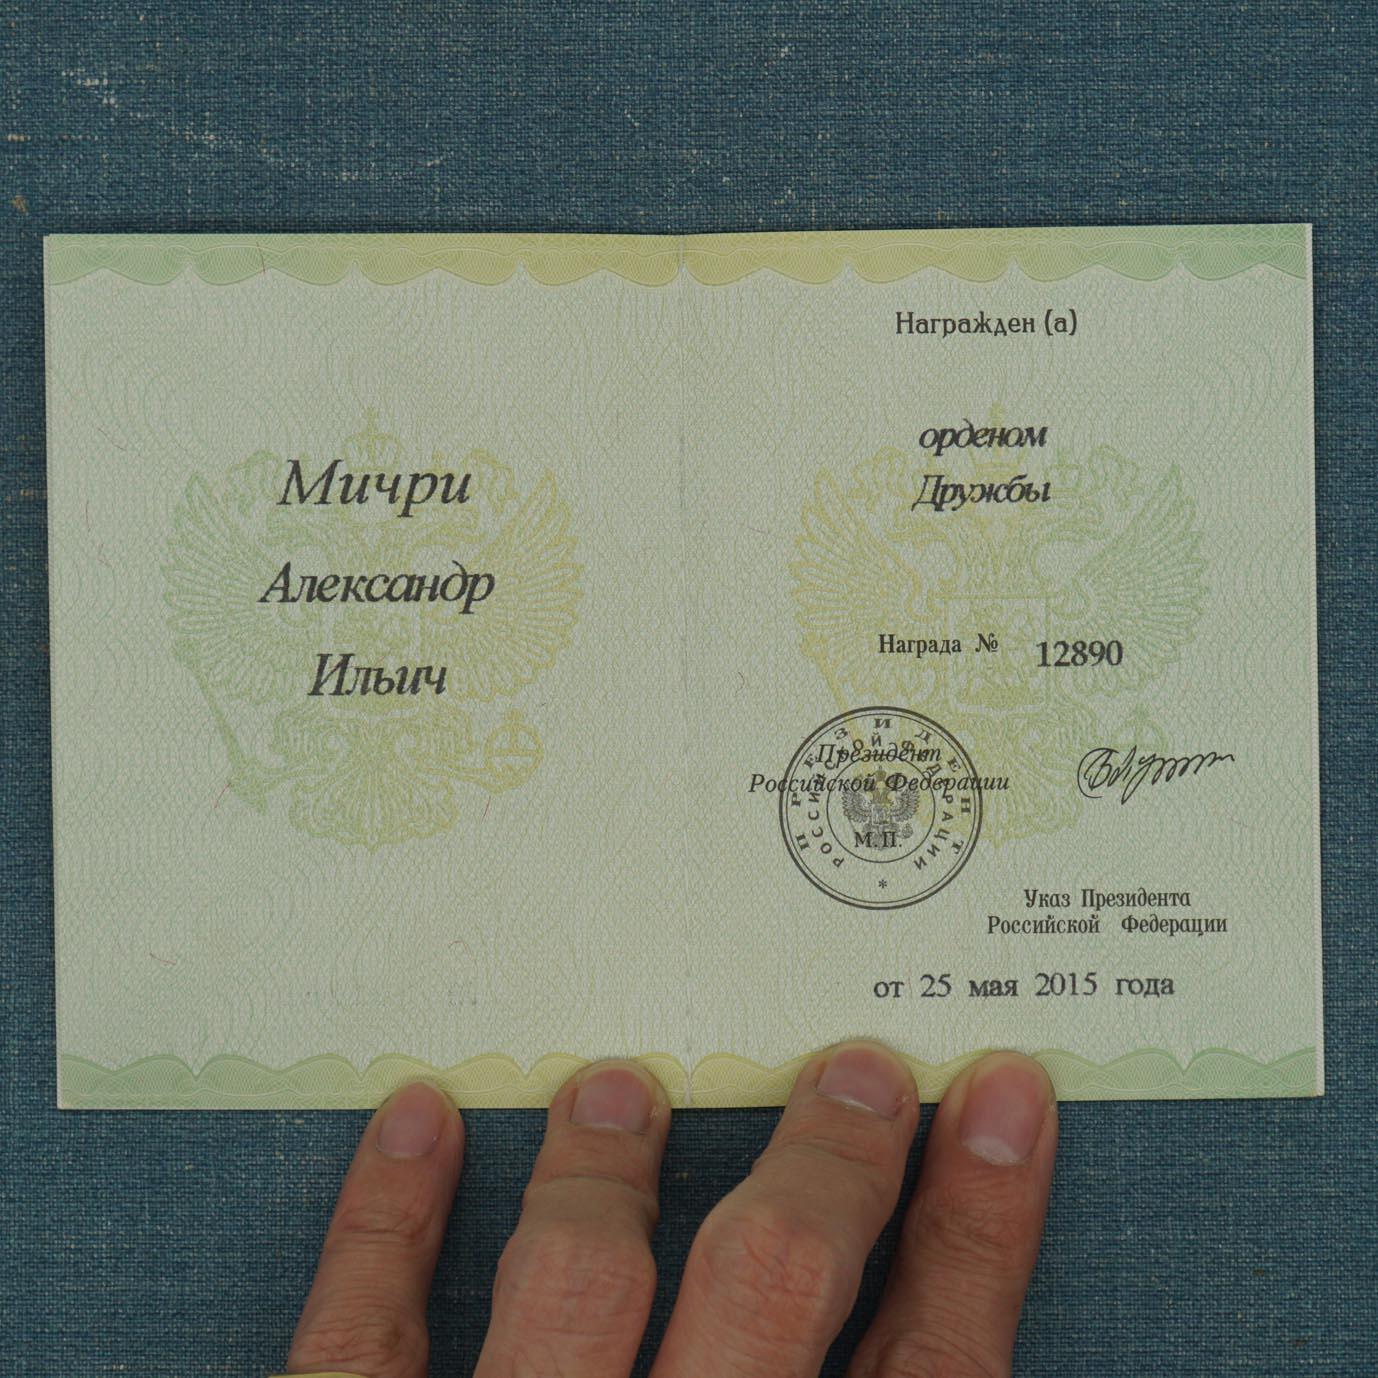 Мичри
Александр
Ильич
Награжден (а)
орденом
Дружбы
Награда № 12890
Президент
Российской Федерации
М.П.
ПРЕЗИДЕНТ
РОССИЙСКОЙ ФЕДЕРАЦИИ
*
Указ Президента
Российской Федерации
от 25 мая 2015 года